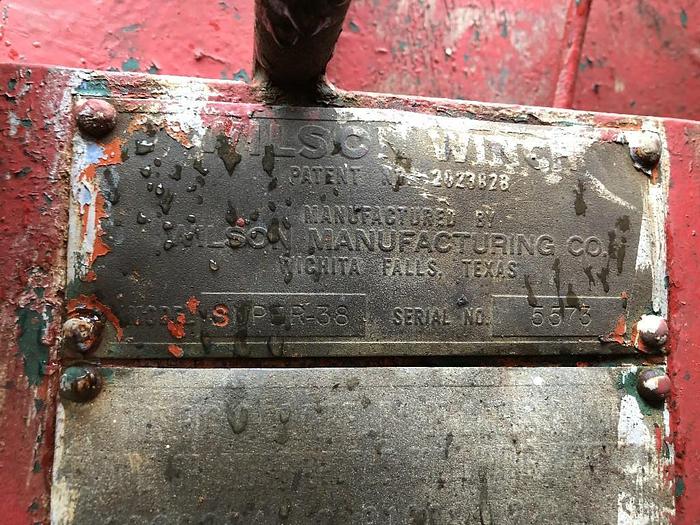 WILSON WINCH
PATENT NO. 2023828
MANUFACTURED BY
WILSON MANUFACTURING CO.
WICHITA FALLS, TEXAS
MODEL SUPER-38 SERIAL NO. 5573